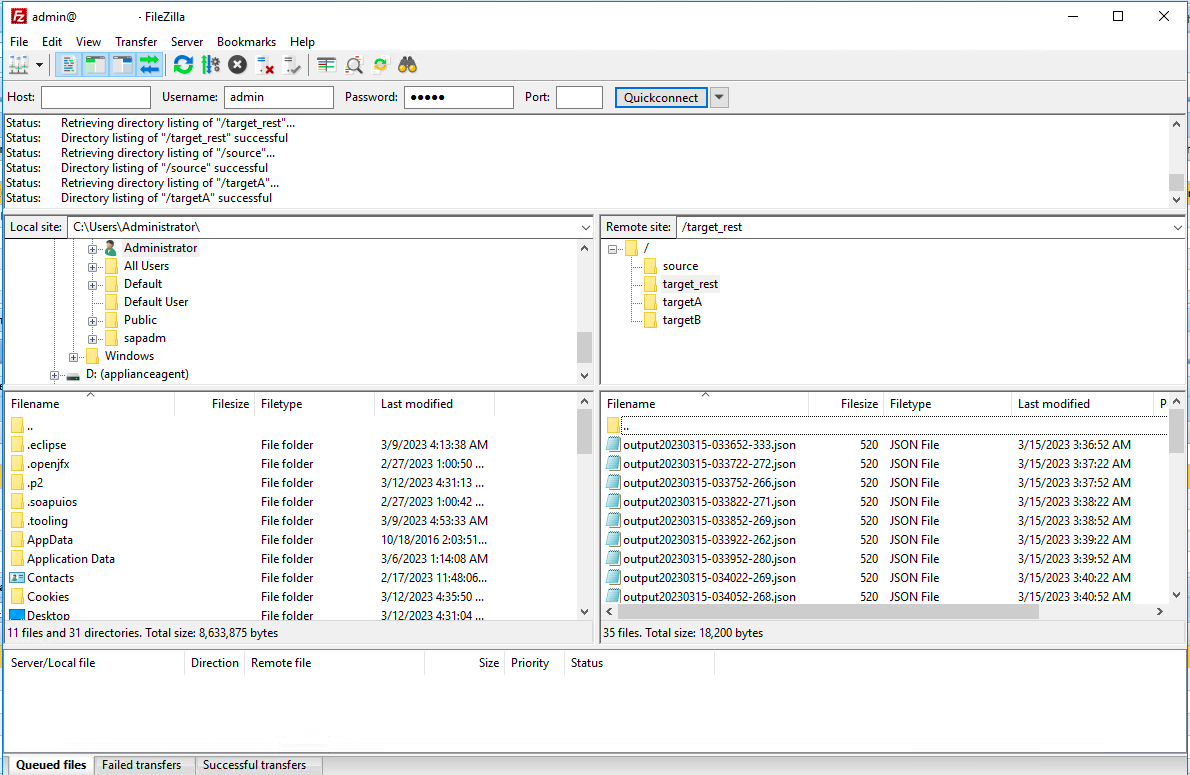 admin@ - FileZilla
File Edit View Transfer Server Bookmarks Help
Host: Username: admin Password: ●●●●● Port: Quickconnect
Status: Retrieving directory listing of "/target_rest"...
Status: Directory listing of "/target_rest" successful
Status: Retrieving directory listing of "/source"...
Status: Directory listing of "/source" successful
Status: Retrieving directory listing of "/targetA"...
Status: Directory listing of "/targetA" successful
Local site: C:\Users\Administrator\
Administrator
All Users
Default
Default User
Public
sapadm
Windows
D: (applianceagent)
Remote site: /target_rest
/
source
target_rest
targetA
targetB
Filename Filesize Filetype Last modified
..
.eclipse File folder 3/9/2023 4:13:38 AM
.openjfx File folder 2/27/2023 1:00:50 ...
.p2 File folder 3/12/2023 4:31:13 ...
.soapuios File folder 2/27/2023 1:00:42 ...
.tooling File folder 3/9/2023 4:53:33 AM
AppData File folder 10/18/2016 2:03:51...
Application Data File folder 3/6/2023 1:14:08 AM
Contacts File folder 2/17/2023 11:48:06...
Cookies File folder 3/12/2023 4:35:50 ...
Desktop File folder 3/12/2023 4:31:04 ...
11 files and 31 directories. Total size: 8,633,875 bytes
Filename Filesize Filetype Last modified P
..
output20230315-033652-333.json 520 JSON File 3/15/2023 3:36:52 AM
output20230315-033722-272.json 520 JSON File 3/15/2023 3:37:22 AM
output20230315-033752-266.json 520 JSON File 3/15/2023 3:37:52 AM
output20230315-033822-271.json 520 JSON File 3/15/2023 3:38:22 AM
output20230315-033852-269.json 520 JSON File 3/15/2023 3:38:52 AM
output20230315-033922-262.json 520 JSON File 3/15/2023 3:39:22 AM
output20230315-033952-280.json 520 JSON File 3/15/2023 3:39:52 AM
output20230315-034022-269.json 520 JSON File 3/15/2023 3:40:22 AM
output20230315-034052-268.json 520 JSON File 3/15/2023 3:40:52 AM
35 files. Total size: 18,200 bytes
Server/Local file Direction Remote file Size Priority Status
Queued files Failed transfers Successful transfers